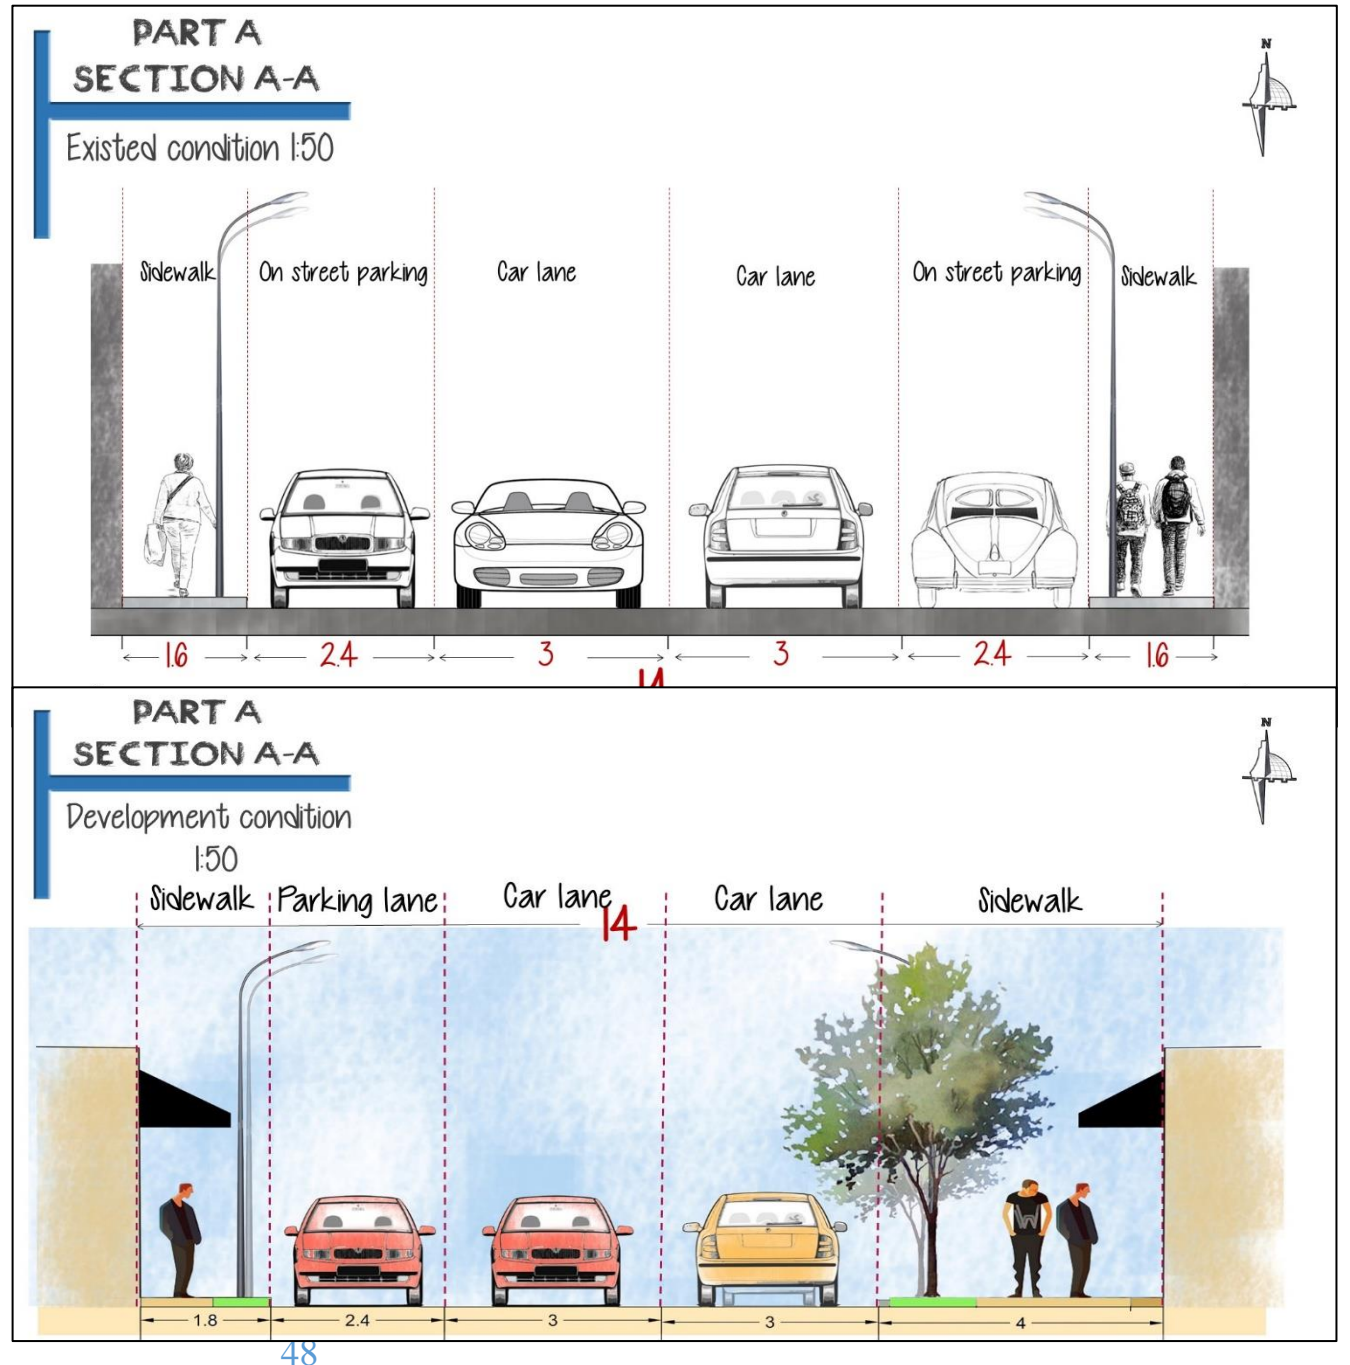 PART A
SECTION A-A
N
Existed condition 1:50
Sidewalk On street parking Car lane Car lane On street parking Sidewalk
1.6 2.4 3 3 2.4 1.6
14
PART A
SECTION A-A
N
Development condition
1:50
Sidewalk Parking lane Car lane Car lane Sidewalk
14
W
1.8 2.4 3 3 4
48